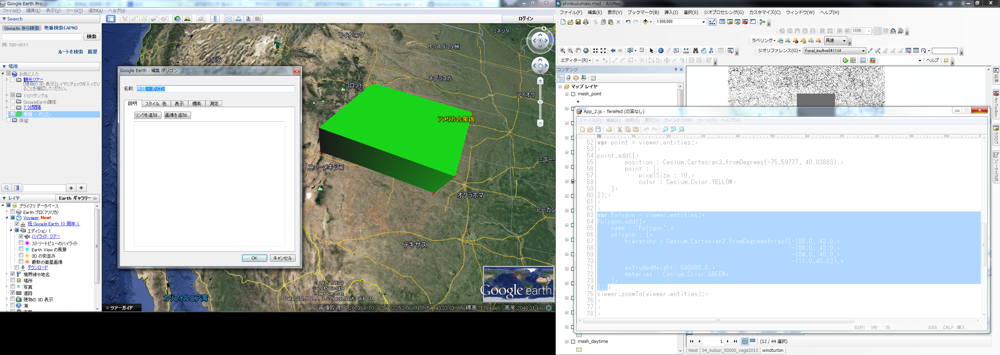 Google Earth Pro
ファイル(F) 編集(E) 表示(V) ツール(T) 追加(A) ヘルプ(H)
▼ Search
Google から検索 地番検索(APN)
検索
例: 730-0011
ルートを検索 履歴
▼ 場所
お気に入り
観光ツアー
[建物の 3D 表示]レイヤにチェックが入っていることを確認してください。
1121サンプル
GoogleEarth講座
7 分間隔
無題 - ポリゴン
保留
▼ レイヤ
Earth ギャラリー >>
プライマリ データベース
Earth プロ(アメリカ)
Voyager New!
祝 Google Earth 10 周年！
エディション 1
ハイライト ツアー
ストリートビューのハイライト
Earth View の風景
3D の街並み
最新の衛星画像
ダウンロード
境界線や地名
場所
写真
道路
建物の 3D 表示
海
ログイン
ワイオミング
サウスダコタ州
ミネソタ
ネバダ
ネブラスカ
コロラド
アイオワ
アメリカ合衆国
ニューメキシコ
オクラホマ
テキサス
カリフォルニア湾
N
Google Earth - 編集 ポリゴン
名前: 無題 - ポリゴン
説明 スタイル、色 表示 標高 測定
リンクを追加... 画像を追加...
OK キャンセル
© 2015 INEGI
© 2015 Google
Image Landsat
Data SIO, NOAA, U.S. Navy, NGA, GEBCO
Google earth
ツアーガイド
画像取得日: 2013/4/10 34° 32'52.76" N 105° 43'33.83" W 標高 1794 m 高度 2048.31 km
shinkuzumaki.mxd - ArcMap
ファイル(F) 編集(E) 表示(V) ブックマーク(B) 挿入(I) 選択(S) ジオプロセシング(G) カスタマイズ(C) ウィンドウ(W) ヘルプ(H)
1:300,000
100%
ラベリング 高速
ジオリファレンス(G) Focal_inuAve0411.tif
エディター(R)
ヘルプ
コンテンツ
マップ レイヤ
mesh_point
mesh_daytime
結果
ArcToolbox
カタログ
フィーチャ作成
App_2.js - TeraPad (応答なし)
ファイル(F) 編集(E) 検索(S) 表示(V) ウィンドウ(W) ツール(T) ヘルプ(H)
0 10 20 30 40 50 60 70 80 90 100
52 var point = viewer.entities;↓
53 ↓
54 point.add([↓
55 position : Cesium.Cartesian3.fromDegrees(-75.59777, 40.03883),↓
56 point : [↓
57 pixelSize : 10,↓
58 color : Cesium.Color.YELLOW↓
59 ]↓
60 ]);↓
61 ↓
62 ↓
63 var Polygon = viewer.entities;↓
64 Polygon.add([↓
65 name : 'Polygon',↓
66 polygon : [↓
67 hierarchy : Cesium.Cartesian3.fromDegreesArray([-108.0, 42.0,↓
68 -100.0, 42.0,↓
69 -104.0, 40.0,↓
70 -111.0,40.0]),↓
71 extrudedHeight: 500000.0,↓
72 material : Cesium.Color.GREEN↓
73 ]↓
74 ]);↓
75 viewer.zoomTo(viewer.entities);↓
76 ↓
77 ↓
78 ↓
63行: 1桁 JS SJIS CRLF 挿入
1 (12 / 44 選択)
Nest 04_kubun_50000_vega2013 windturbin